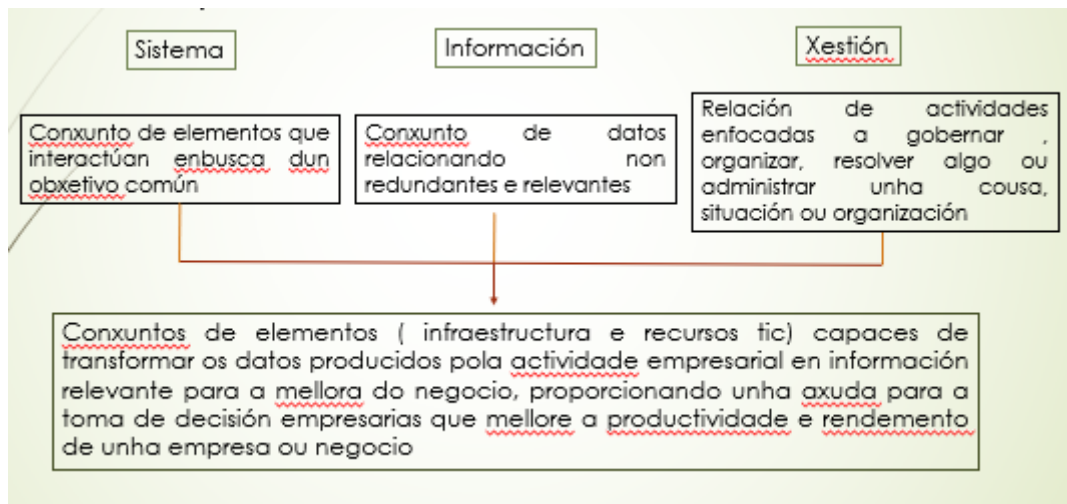 Sistema
Información
Xestión
Conxunto de elementos que
interactúan enbusca dun
obxetivo común
Conxunto de datos
relacionando non
redundantes e relevantes
Relación de actividades
enfocadas a gobernar ,
organizar, resolver algo ou
administrar unha cousa,
situación ou organización
Conxuntos de elementos ( infraestructura e recursos tic) capaces de
transformar os datos producidos pola actividade empresarial en información
relevante para a mellora do negocio, proporcionando unha axuda para a
toma de decisión empresarias que mellore a productividade e rendemento
de unha empresa ou negocio